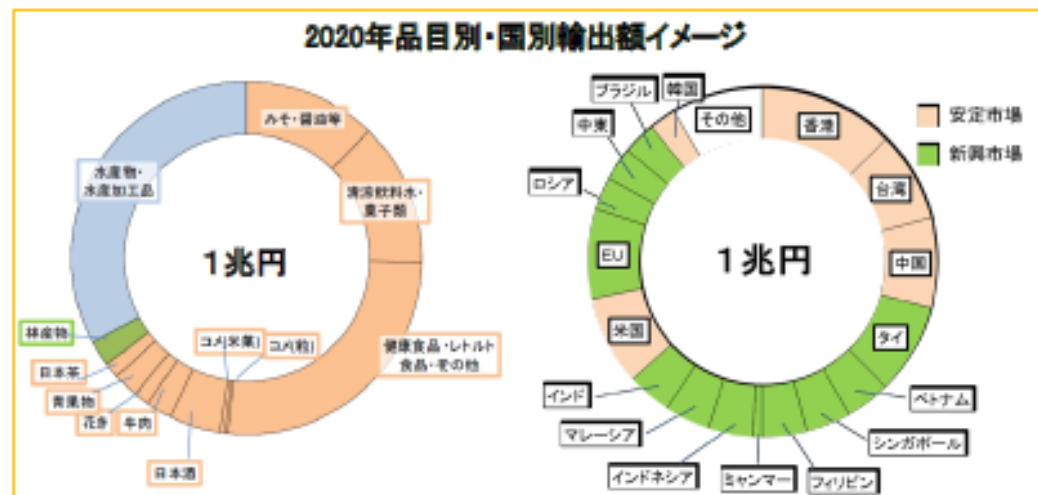 2020年品目別・国別輸出額イメージ
みそ・醤油等
清涼飲料水・
菓子類
健康食品・レトルト
食品・その他
コメ(粒)
コメ(米菓)
日本酒
牛肉
花き
青果物
日本茶
林産物
水産物・
水産加工品
1兆円
香港
台湾
中国
タイ
ベトナム
シンガポール
フィリピン
ミャンマー
インドネシア
マレーシア
インド
米国
EU
ロシア
中東
ブラジル
韓国
その他
1兆円
安定市場
新興市場